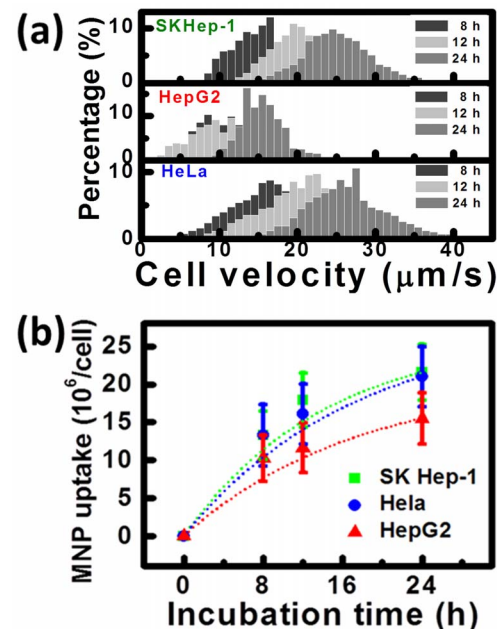 (a)
Percentage (%)
SKHep-1
8 h
12 h
24 h
10
5
0
HepG2
8 h
12 h
24 h
10
HeLa
8 h
12 h
24 h
10
0
0 10 20 30 40
Cell velocity (μm/s)
(b)
MNP uptake (10⁶/cell)
25
20
15
10
5
0
SK Hep-1
Hela
HepG2
0 8 16 24
Incubation time (h)